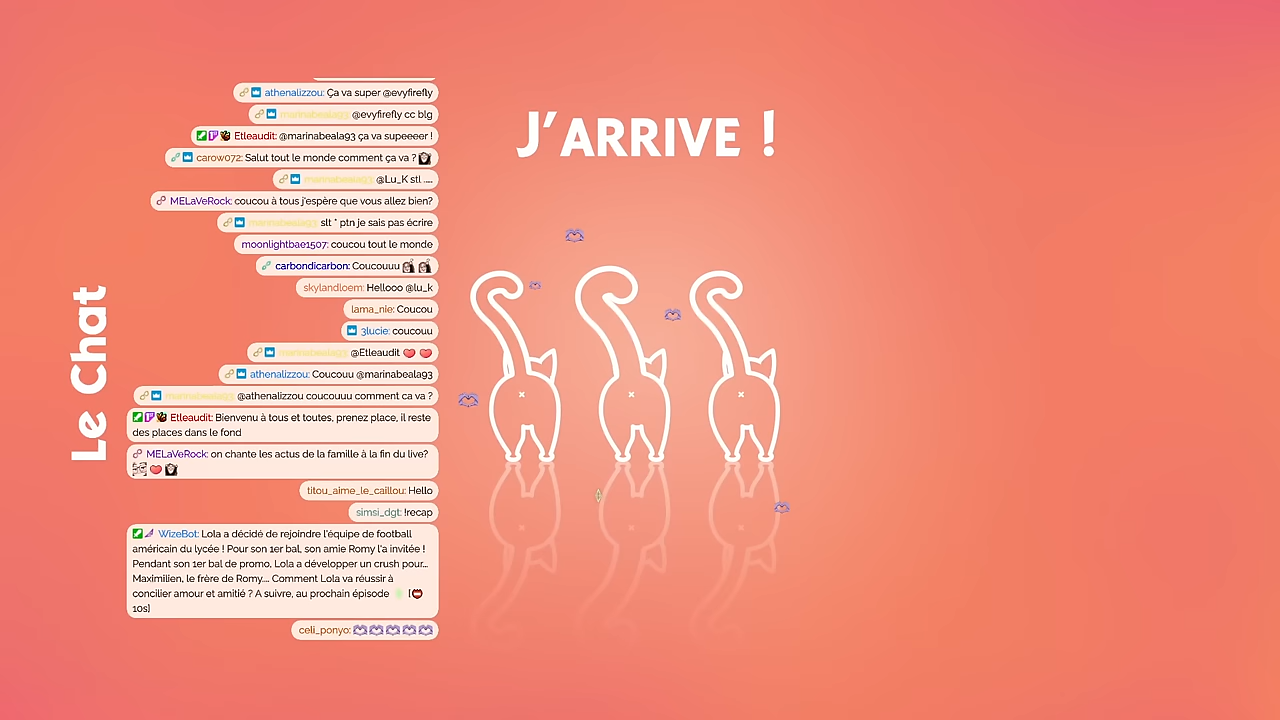 J'ARRIVE !
Le Chat
athenalizzou: Ça va super @evyfirefly
marinabeala93: @evyfirefly cc blg
Etleaudit: @marinabeala93 ça va supeeeer !
carow072: Salut tout le monde comment ça va ?
marinabeala93: @Lu_K stl .....
MELaVeRock: coucou à tous j'espère que vous allez bien?
marinabeala93: slt * ptn je sais pas écrire
moonlightbae1507: coucou tout le monde
carbondicarbon: Coucouuu
skylandloem: Hellooo @lu_k
lama_nie: Coucou
3lucie: coucouu
marinabeala93: @Etleaudit
athenalizzou: Coucouu @marinabeala93
marinabeala93: @athenalizzou coucouuu comment ca va ?
Etleaudit: Bienvenu à tous et toutes, prenez place, il reste
des places dans le fond
MELaVeRock: on chante les actus de la famille à la fin du live?
titou_aime_le_caillou: Hello
simsi_dgt: !recap
WizeBot: Lola a décidé de rejoindre l'équipe de football
américain du lycée ! Pour son 1er bal, son amie Romy l'a invitée !
Pendant son 1er bal de promo, Lola a développer un crush pour...
Maximilien, le frère de Romy.... Comment Lola va réussir à
concilier amour et amitié ? A suivre, au prochain épisode [
10s]
celi_ponyo: